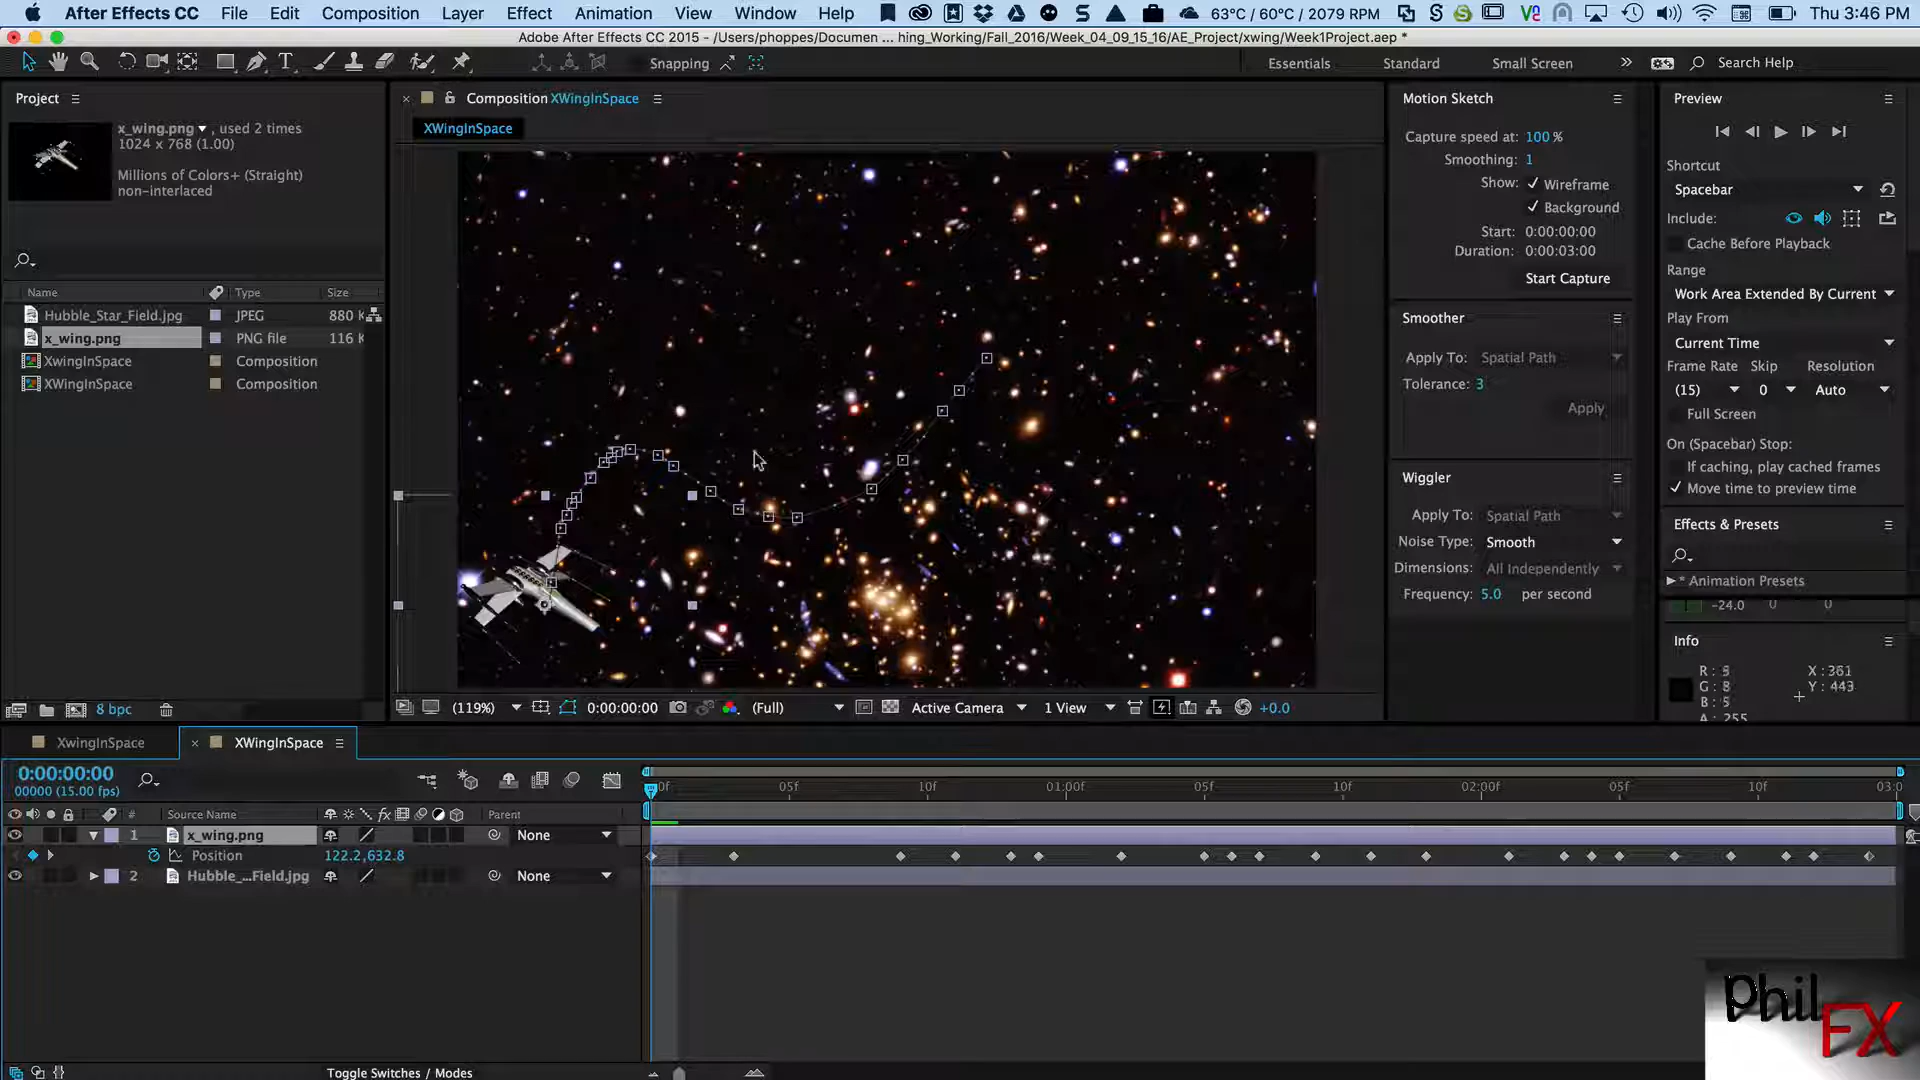 After Effects CC File Edit Composition Layer Effect Animation View Window Help 63°C / 60°C / 2079 RPM Thu 3:46 PM
Adobe After Effects CC 2015 - /Users/phoppes/Documen ... hing_Working/Fall_2016/Week_04_09_15_16/AE_Project/xwing/Week1Project.aep *
Snapping Essentials Standard Small Screen Search Help
Project
x_wing.png , used 2 times
1024 x 768 (1.00)
Millions of Colors+ (Straight)
non-interlaced
Name Type Size
Hubble_Star_Field.jpg JPEG 880 K
x_wing.png PNG file 116 K
XwingInSpace Composition
XWingInSpace Composition
8 bpc
Composition XWingInSpace
XWingInSpace
(119%) 0:00:00:00 (Full) Active Camera 1 View +0.0
Motion Sketch
Capture speed at: 100 %
Smoothing: 1
Show: Wireframe
Background
Start: 0:00:00:00
Duration: 0:00:03:00
Start Capture
Smoother
Apply To: Spatial Path
Tolerance: 3
Apply
Wiggler
Apply To: Spatial Path
Noise Type: Smooth
Dimensions: All Independently
Frequency: 5.0 per second
Preview
Shortcut
Spacebar
Include:
Cache Before Playback
Range
Work Area Extended By Current
Play From
Current Time
Frame Rate Skip Resolution
(15) 0 Auto
Full Screen
On (Spacebar) Stop:
If caching, play cached frames
Move time to preview time
Effects & Presets
* Animation Presets
-24.0 0 0
Info
R : 5 X : 361
G : 8 Y : 443
B : 5
A : 255
XwingInSpace XWingInSpace
0:00:00:00
00000 (15.00 fps)
0f 05f 10f 01:00f 05f 10f 02:00f 05f 10f 03:0
# Source Name fx Parent
1 x_wing.png None
Position 122.2,632.8
2 Hubble_...Field.jpg None
Toggle Switches / Modes
Phil
FX